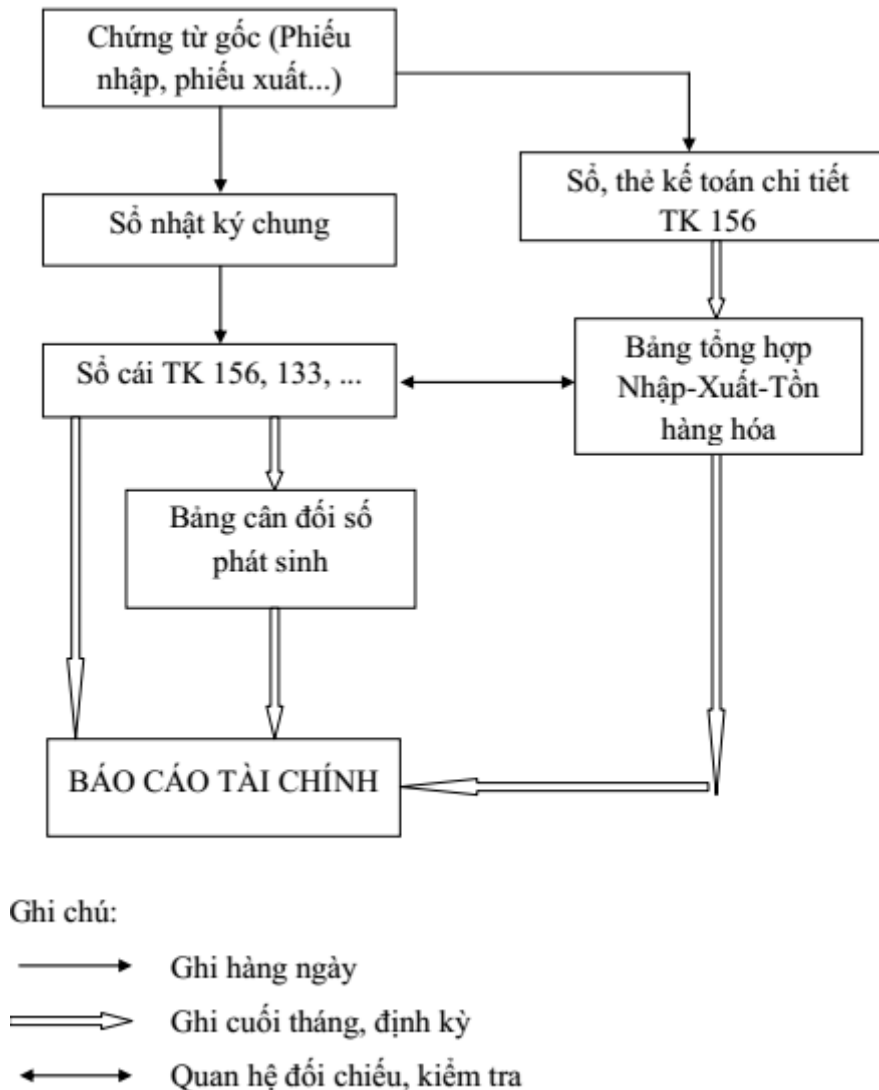 Chứng từ gốc (Phiếu
nhập, phiếu xuất...)
Sổ, thẻ kế toán chi tiết
TK 156
Sổ nhật ký chung
Sổ cái TK 156, 133, ...
Bảng tổng hợp
Nhập-Xuất-Tồn
hàng hóa
Bảng cân đối số
phát sinh
BÁO CÁO TÀI CHÍNH
Ghi chú:
Ghi hàng ngày
Ghi cuối tháng, định kỳ
Quan hệ đối chiếu, kiểm tra